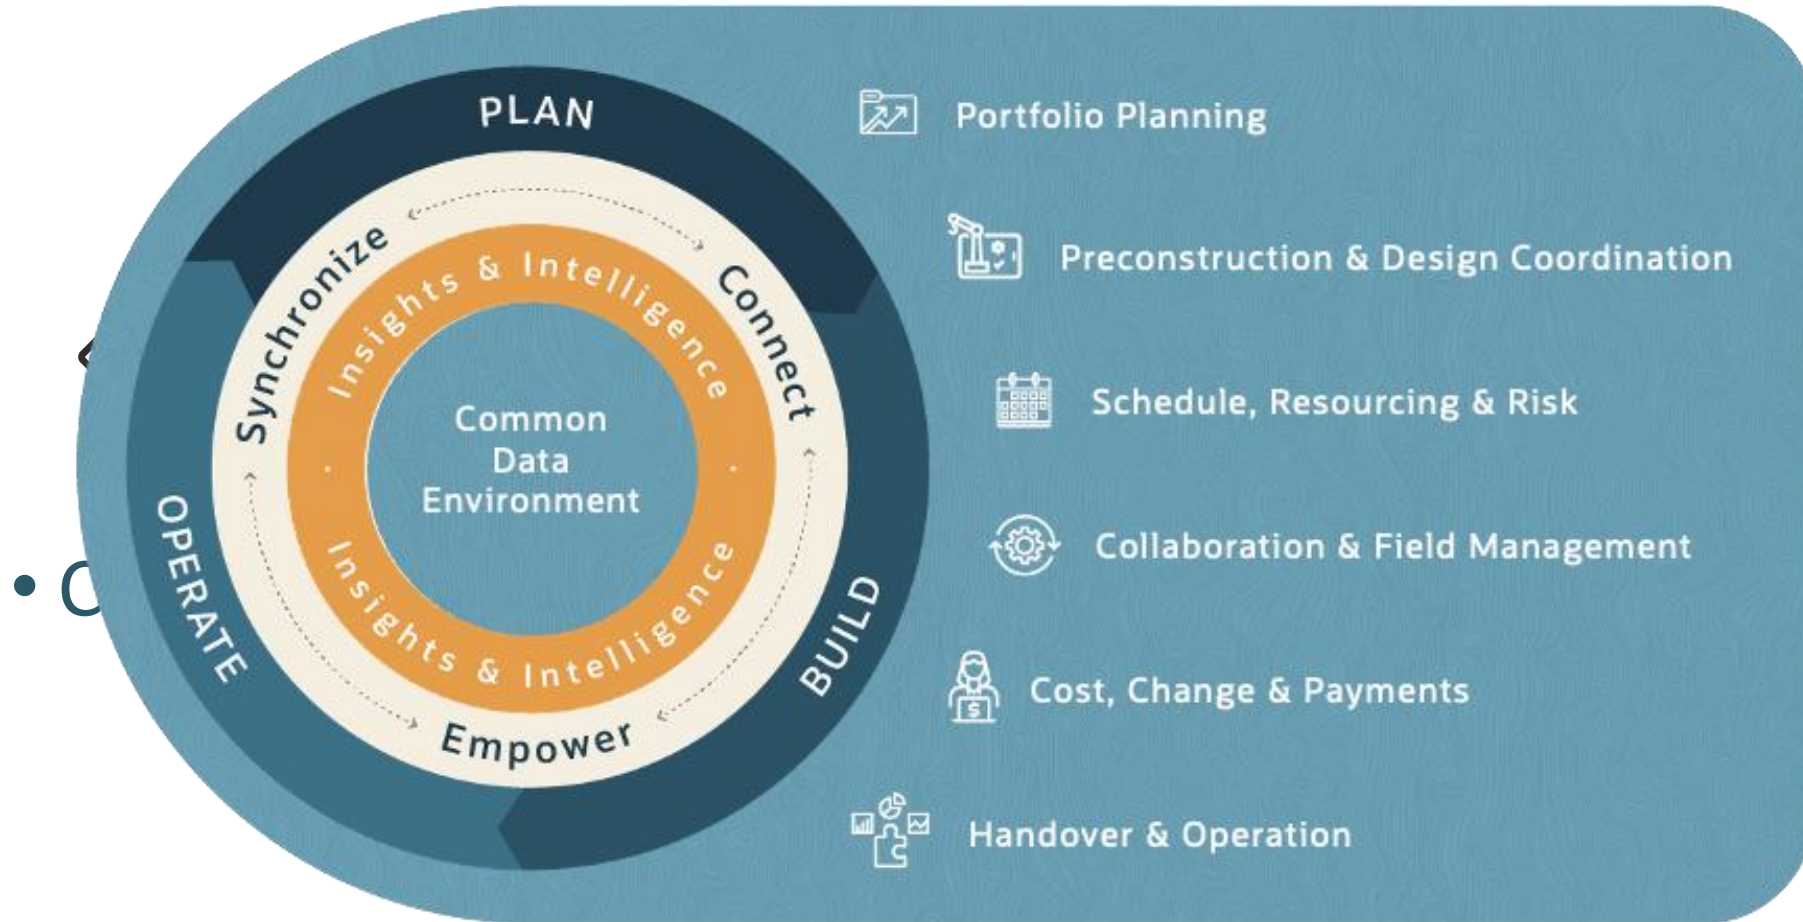 PLAN
BUILD
OPERATE
Synchronize
Connect
Empower
Insights & Intelligence
Insights & Intelligence
Common
Data
Environment
Portfolio Planning
Preconstruction & Design Coordination
Schedule, Resourcing & Risk
Collaboration & Field Management
Cost, Change & Payments
Handover & Operation